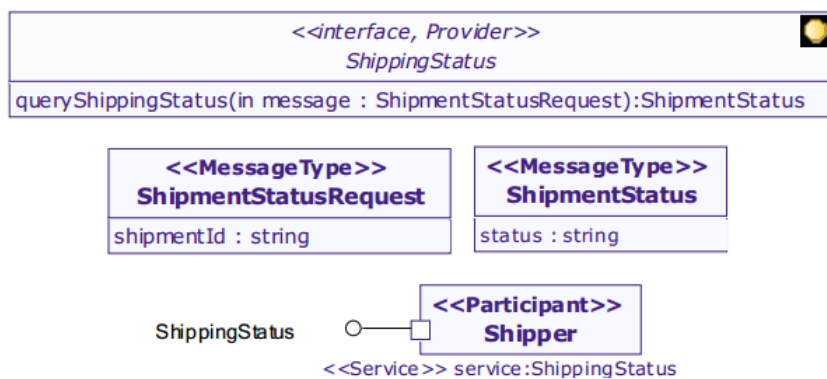 <<interface, Provider>>
ShippingStatus
queryShippingStatus(in message : ShipmentStatusRequest):ShipmentStatus
<<MessageType>>
ShipmentStatusRequest
shipmentId : string
<<MessageType>>
ShipmentStatus
status : string
ShippingStatus
<<Participant>>
Shipper
<<Service>> service:ShippingStatus